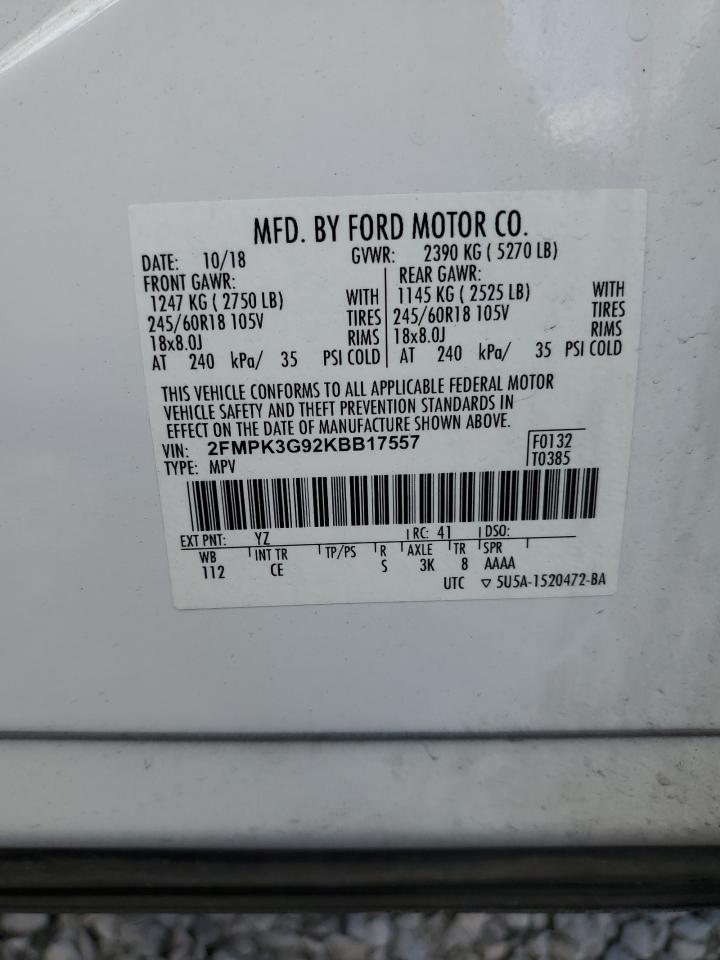 MFD. BY FORD MOTOR CO.
DATE: 10/18 GVWR: 2390 KG ( 5270 LB)
FRONT GAWR: REAR GAWR:
1247 KG ( 2750 LB) WITH 1145 KG ( 2525 LB) WITH
245/60R18 105V TIRES 245/60R18 105V TIRES
18x8.0J RIMS 18x8.0J RIMS
AT 240 kPa/ 35 PSI COLD AT 240 kPa/ 35 PSI COLD
THIS VEHICLE CONFORMS TO ALL APPLICABLE FEDERAL MOTOR
VEHICLE SAFETY AND THEFT PREVENTION STANDARDS IN
EFFECT ON THE DATE OF MANUFACTURE SHOWN ABOVE.
VIN: 2FMPK3G92KBB17557 F0132
TYPE: MPV T0385
EXT PNT: YZ RC: 41 DSO:
WB INT TR TP/PS R AXLE TR SPR
112 CE S 3K 8 AAAA
UTC ▽ 5U5A-1520472-BA